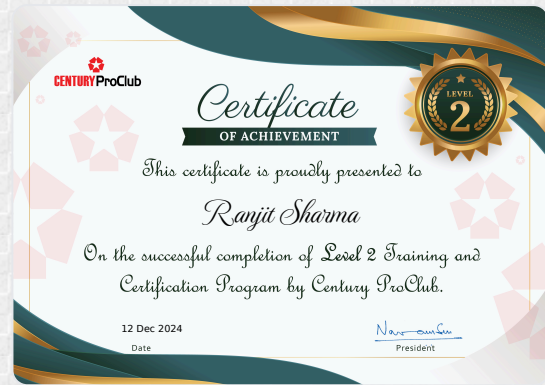 CENTURY ProClub
Certificate
OF ACHIEVEMENT
LEVEL
2
This certificate is proudly presented to
Ranjit Sharma
On the successful completion of Level 2 Training and
Certification Program by Century ProClub.
12 Dec 2024
Date
President